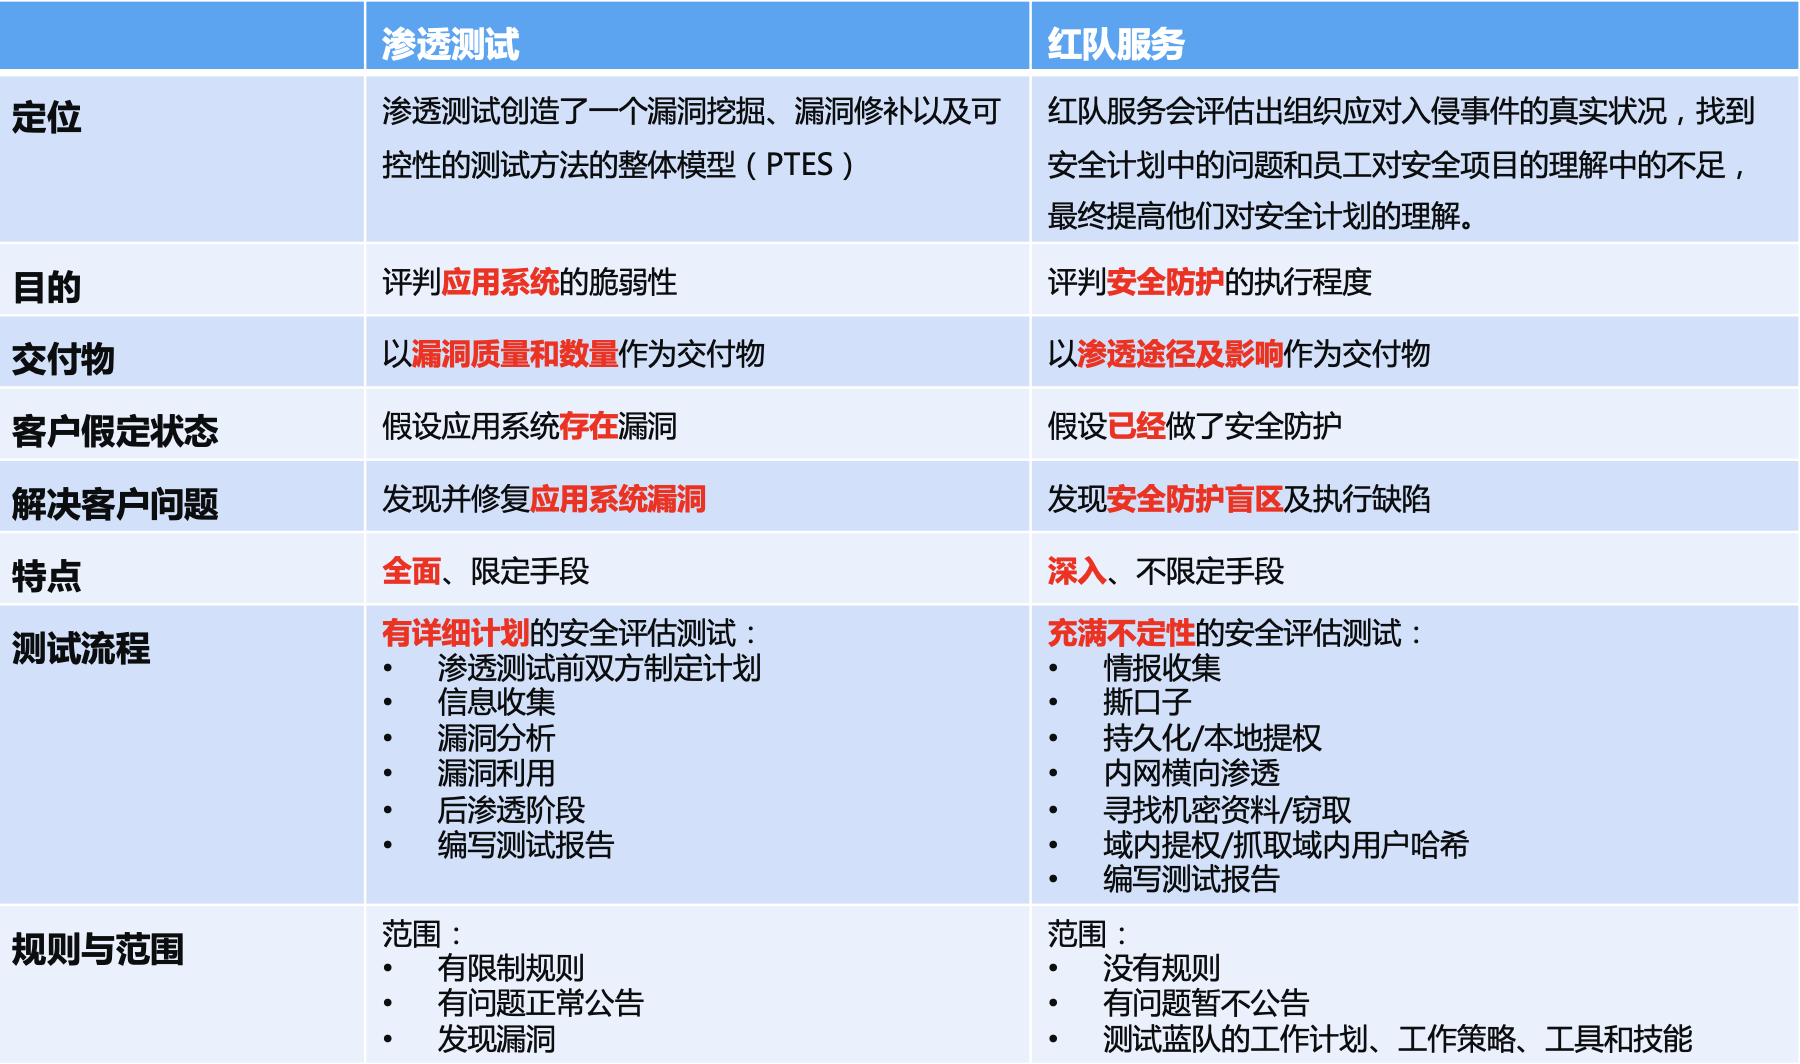 渗透测试
红队服务
定位
渗透测试创造了一个漏洞挖掘、漏洞修补以及可
控性的测试方法的整体模型（PTES）
红队服务会评估出组织应对入侵事件的真实状况，找到
安全计划中的问题和员工对安全项目的理解中的不足，
最终提高他们对安全计划的理解。
目的
评判应用系统的脆弱性
评判安全防护的执行程度
交付物
以漏洞质量和数量作为交付物
以渗透途径及影响作为交付物
客户假定状态
假设应用系统存在漏洞
假设已经做了安全防护
解决客户问题
发现并修复应用系统漏洞
发现安全防护盲区及执行缺陷
特点
全面、限定手段
深入、不限定手段
测试流程
有详细计划的安全评估测试：
• 渗透测试前双方制定计划
• 信息收集
• 漏洞分析
• 漏洞利用
• 后渗透阶段
• 编写测试报告
充满不定性的安全评估测试：
• 情报收集
• 撕口子
• 持久化/本地提权
• 内网横向渗透
• 寻找机密资料/窃取
• 域内提权/抓取域内用户哈希
• 编写测试报告
规则与范围
范围：
• 有限制规则
• 有问题正常公告
• 发现漏洞
范围：
• 没有规则
• 有问题暂不公告
• 测试蓝队的工作计划、工作策略、工具和技能